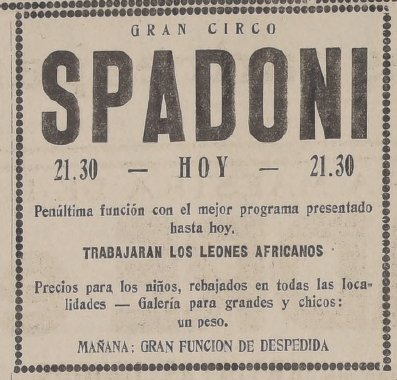 GRAN CIRCO
SPADONI
21.30 — HOY — 21.30
Penúltima función con el mejor programa presentado
hasta hoy.
TRABAJARAN LOS LEONES AFRICANOS
Precios para los niños, rebajados en todas las loca-
lidades — Galería para grandes y chicos:
un peso.
MAÑANA: GRAN FUNCION DE DESPEDIDA